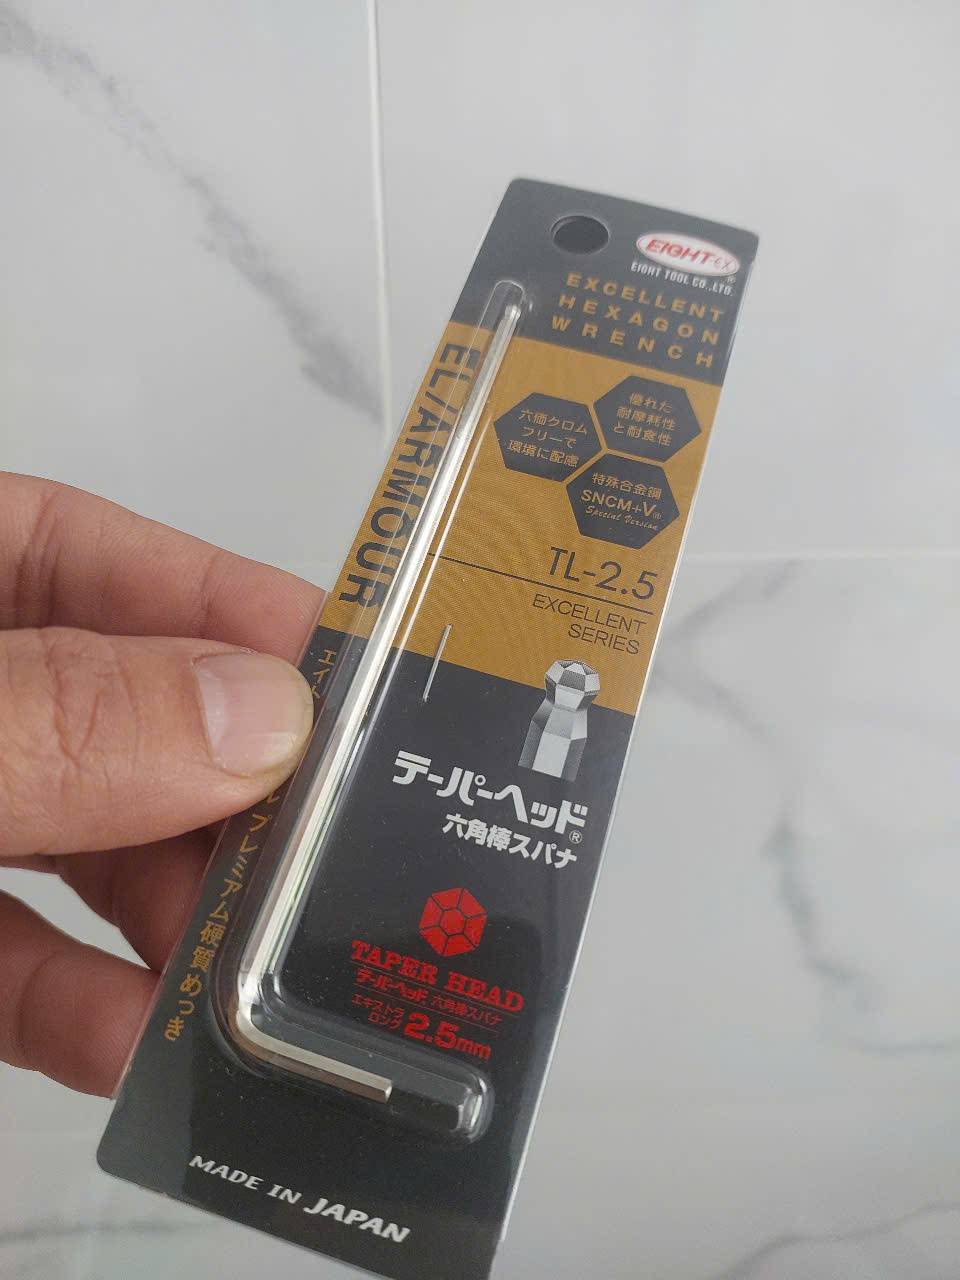 EIGHT-EX
®
EIGHT TOOL CO.,LTD.
EXCELLENT
HEXAGON
WRENCH
EL/ARMOUR
優れた
耐摩耗性
と耐食性
六価クロム
フリーで
環境に配慮
特殊合金鋼
SNCM+V®
Special Version
TL-2.5
EXCELLENT
SERIES
エイト
プレミアム硬質めっき
テーパーヘッド®
六角棒スパナ
TAPER HEAD
テーパーヘッド 六角棒スパナ
エキストラ
ロング 2.5mm
MADE IN JAPAN